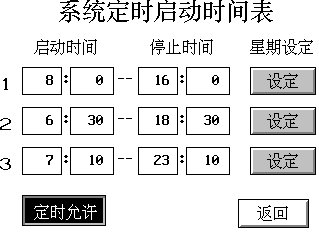 系统定时启动时间表
启动时间 停止时间 星期设定
1 8 : 0 -- 16 : 0 设定
2 6 : 30 -- 18 : 30 设定
3 7 : 10 -- 23 : 10 设定
定时允许 返回